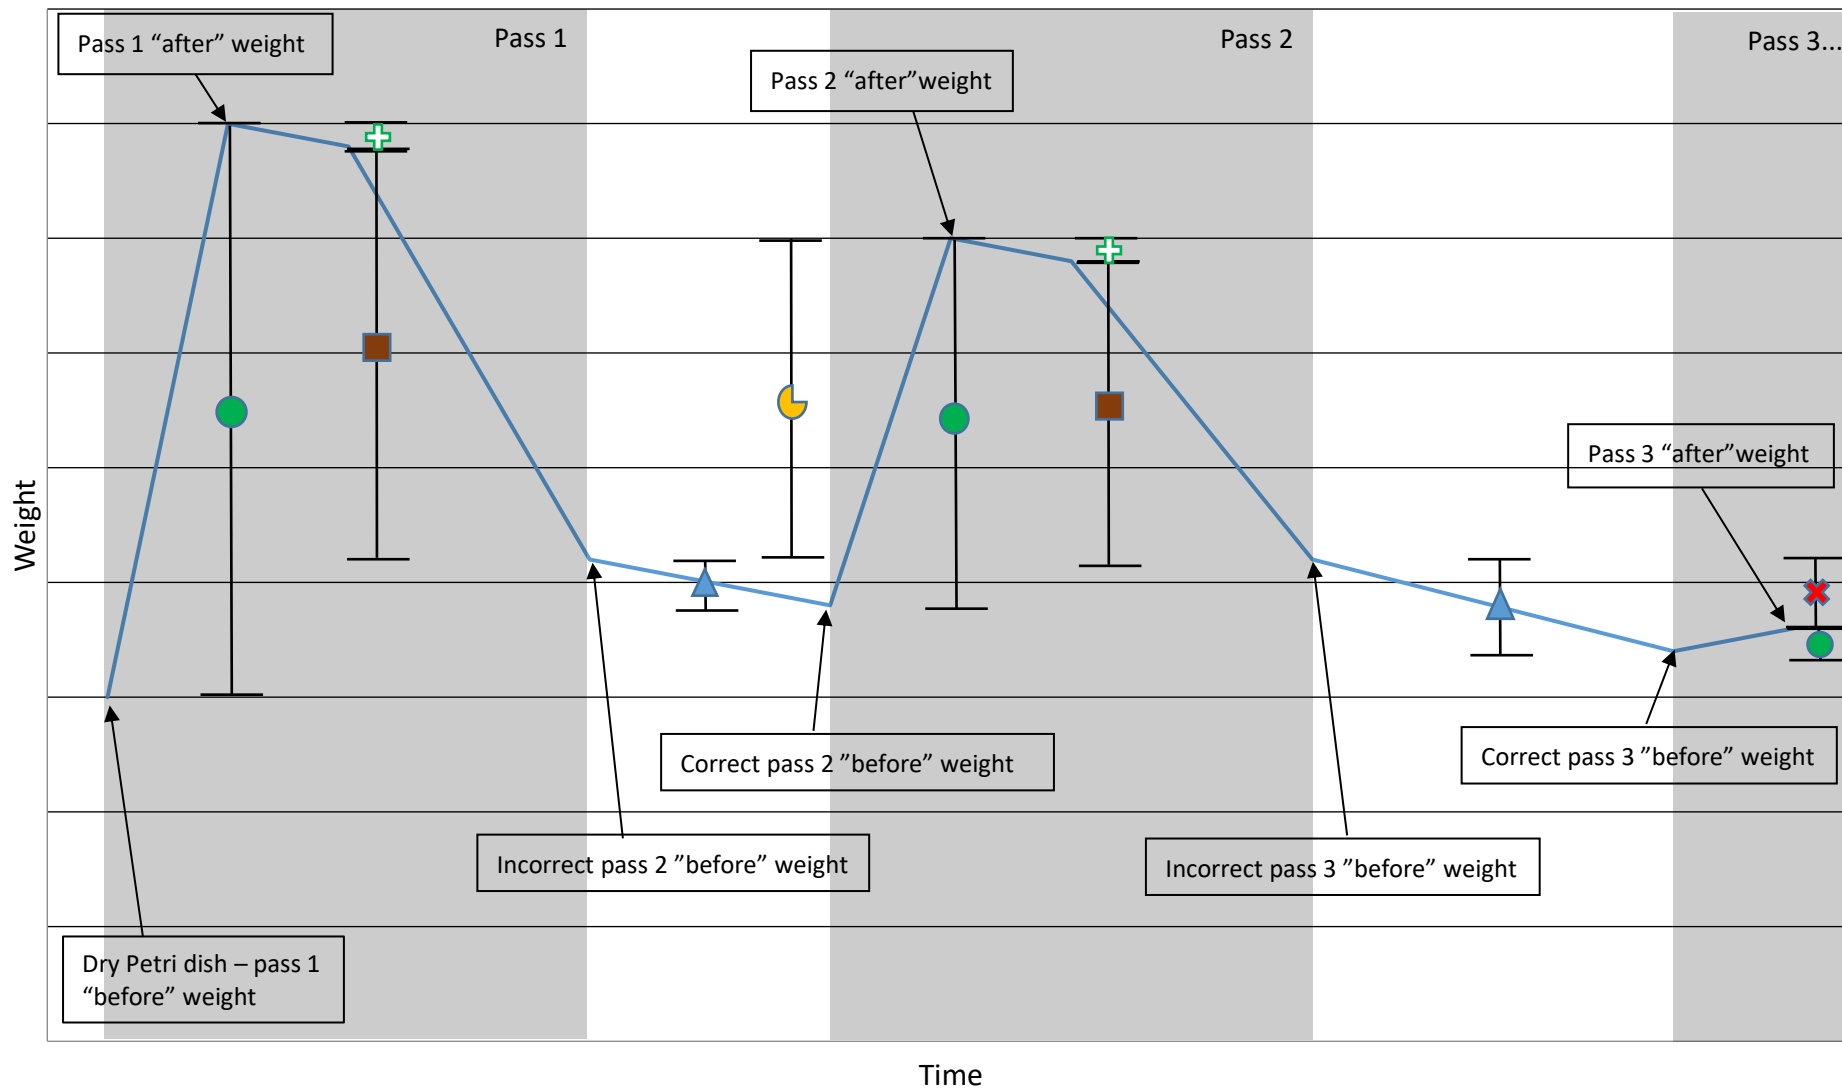 Pass 1 “after” weight
Pass 1
Pass 2
Pass 3...
Pass 2 “after”weight
Pass 3 “after”weight
Weight
Correct pass 2 ”before” weight
Correct pass 3 ”before” weight
Incorrect pass 2 ”before” weight
Incorrect pass 3 ”before” weight
Dry Petri dish – pass 1
“before” weight
Time